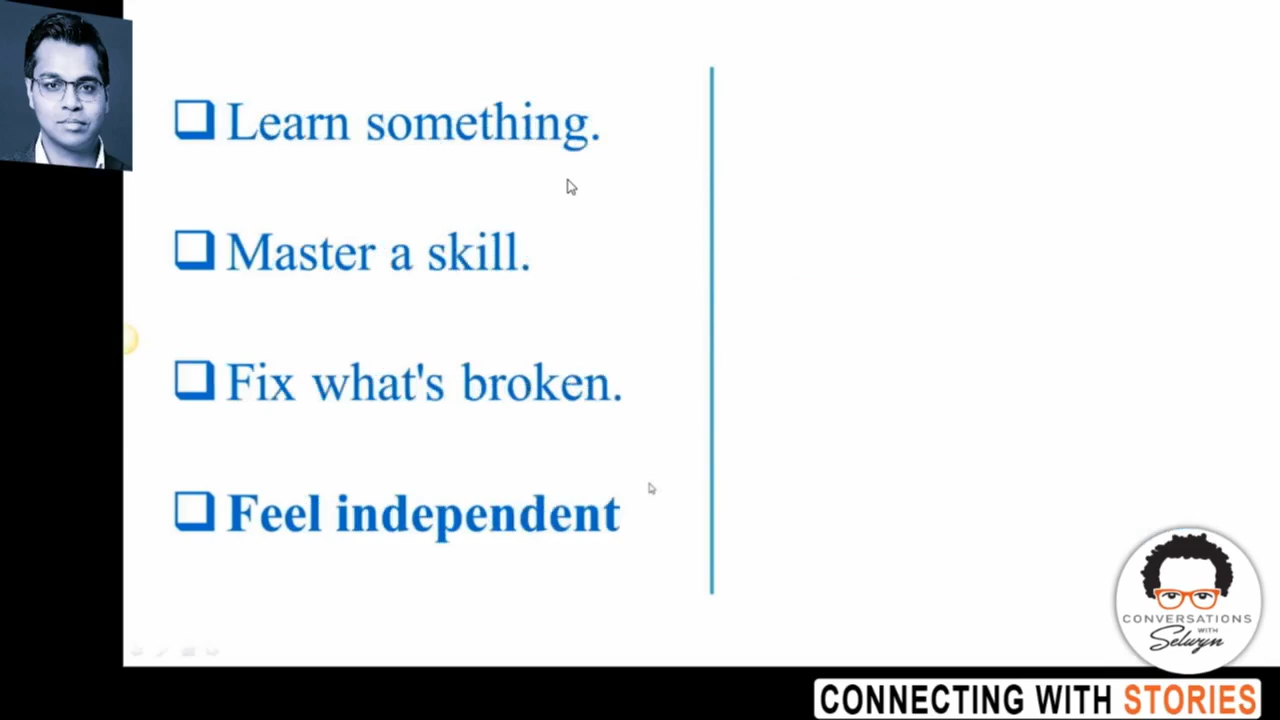 Learn something.
Master a skill.
Fix what's broken.
Feel independent
CONVERSATIONS
WITH
Selwyn
CONNECTING WITH STORIES